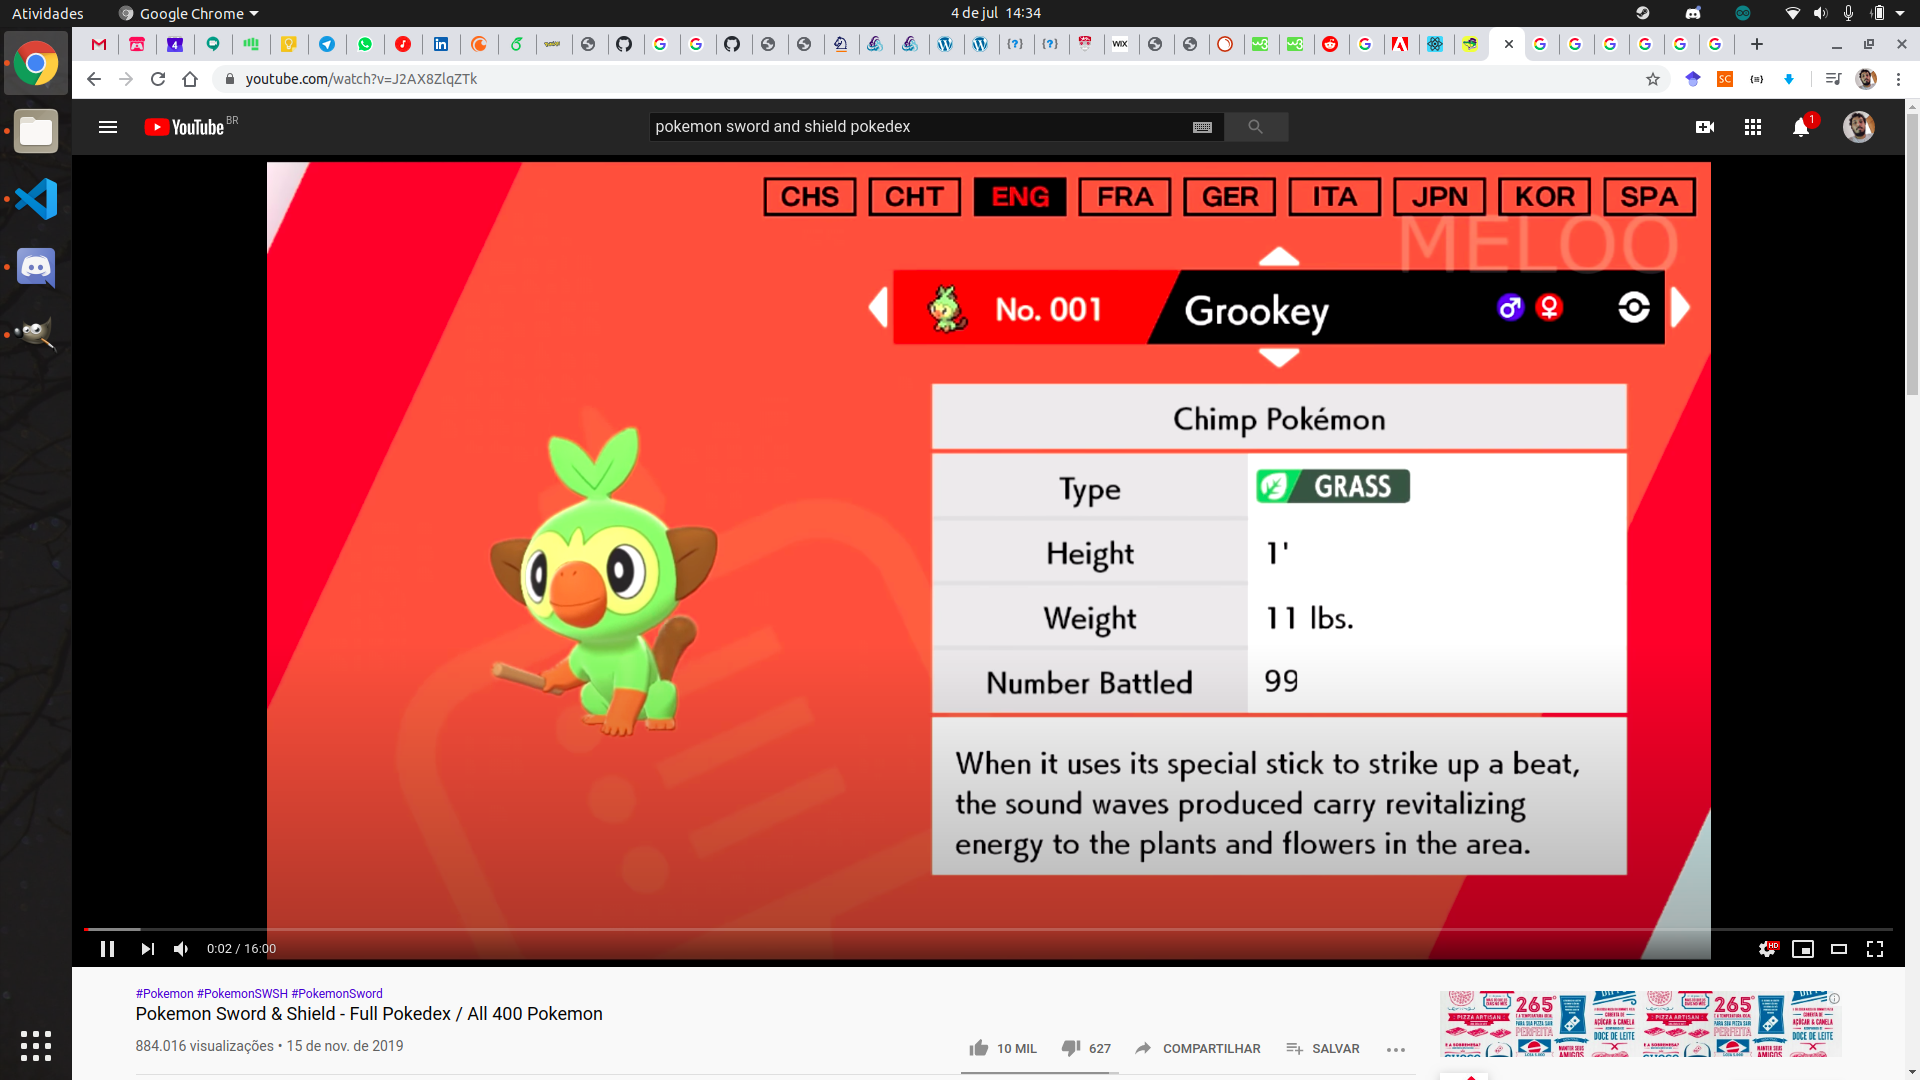 Atividades
Google Chrome
4 de jul 14:34
youtube.com/watch?v=J2AX8ZlqZTk
YouTube BR
pokemon sword and shield pokedex
1
CHS CHT ENG FRA GER ITA JPN KOR SPA
MELOO
No. 001 Grookey
Chimp Pokémon
Type GRASS
Height 1'
Weight 11 lbs.
Number Battled 99
When it uses its special stick to strike up a beat,
the sound waves produced carry revitalizing
energy to the plants and flowers in the area.
0:02 / 16:00
HD
#Pokemon #PokemonSWSH #PokemonSword
Pokemon Sword & Shield - Full Pokedex / All 400 Pokemon
884.016 visualizações • 15 de nov. de 2019
10 MIL 627 COMPARTILHAR SALVAR
PIZZA ARTISAN
265°
PERFEITA
AÇÚCAR & CANELA
DOCE DE LEITE
AMIGOS